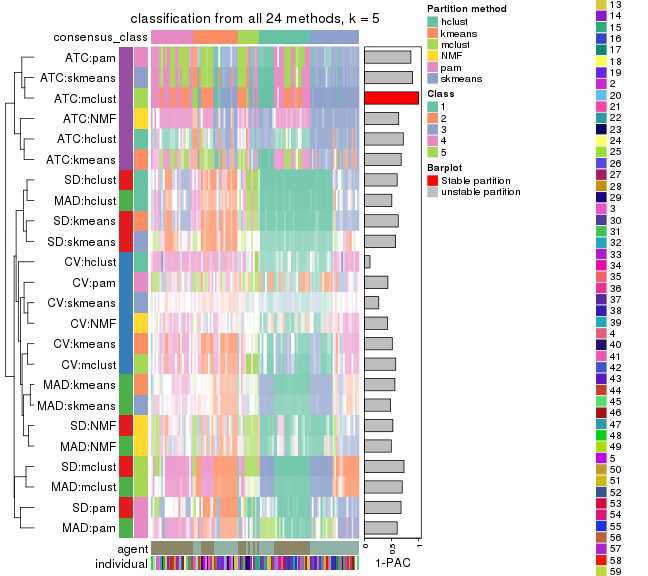 classification from all 24 methods, k = 5
consensus_class
ATC:pam
ATC:skmeans
ATC:mclust
ATC:NMF
ATC:hclust
ATC:kmeans
SD:hclust
MAD:hclust
SD:kmeans
SD:skmeans
CV:hclust
CV:pam
CV:skmeans
CV:NMF
CV:kmeans
CV:mclust
MAD:kmeans
MAD:skmeans
SD:NMF
MAD:NMF
SD:mclust
MAD:mclust
SD:pam
MAD:pam
agent
individual
0
0.5
1
1-PAC
Partition method
hclust
kmeans
mclust
NMF
pam
skmeans
Class
1
2
3
4
5
Barplot
Stable partition
unstable partition
13
14
15
16
17
18
19
2
20
21
22
23
24
25
26
27
28
29
3
30
31
32
33
34
35
36
37
38
39
4
40
41
42
43
44
45
46
47
48
49
5
50
51
52
53
54
55
56
57
58
59